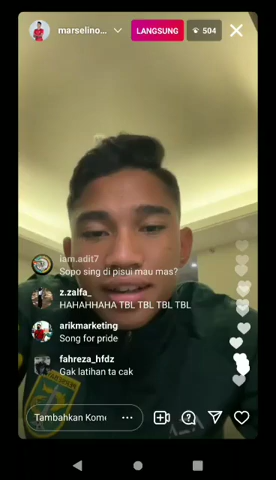 marselino...
LANGSUNG
504
iam.adit7
Sopo sing di pisui mau mas?
z.zalfa_
HAHAHHAHA TBL TBL TBL TBL
arikmarketing
Song for pride
fahreza_hfdz
Gak latihan ta cak
Tambahkan Kome